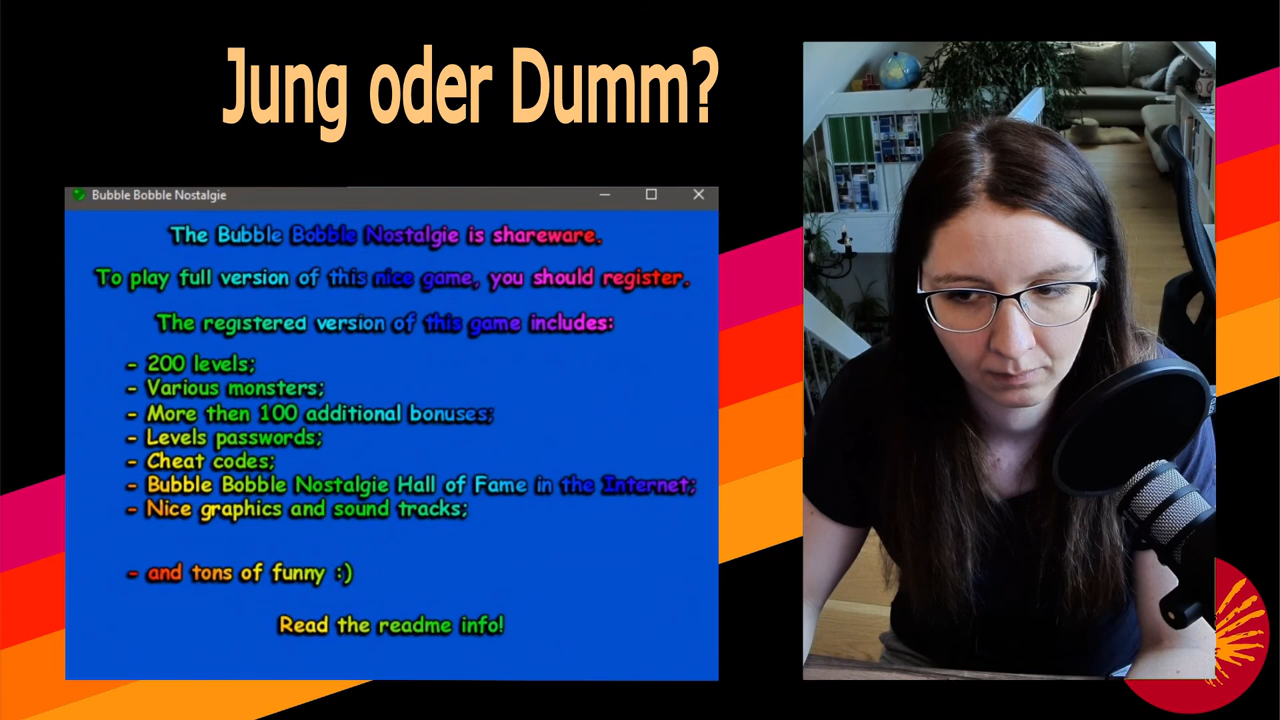 Jung oder Dumm?
Bubble Bobble Nostalgie
The Bubble Bobble Nostalgie is shareware.
To play full version of this nice game, you should register.
The registered version of this game includes:
- 200 levels;
- Various monsters;
- More then 100 additional bonuses;
- Levels passwords;
- Cheat codes;
- Bubble Bobble Nostalgie Hall of Fame in the Internet;
- Nice graphics and sound tracks;
- and tons of funny :)
Read the readme info!